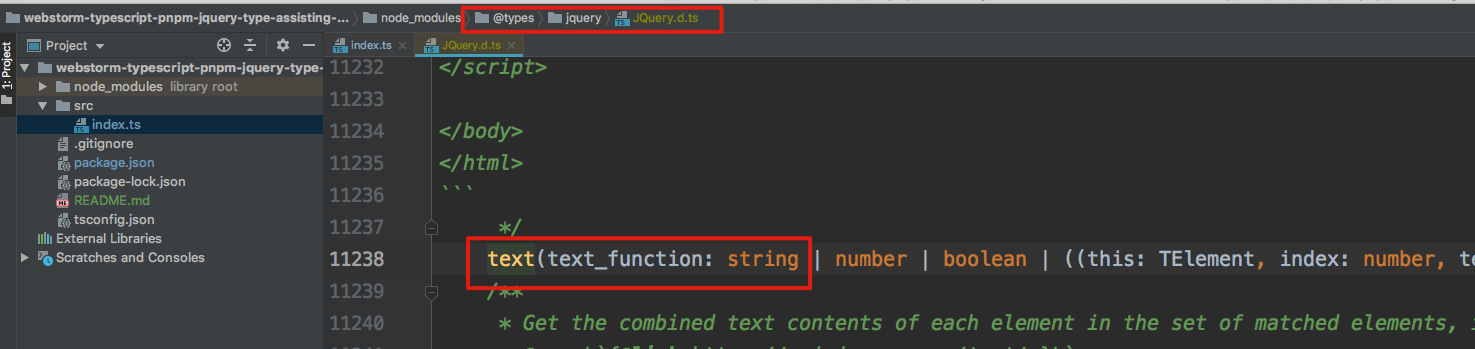 webstorm-typescript-pnpm-jquery-type-assisting-... node_modules @types jquery JQuery.d.ts
1: Project
Project
index.ts JQuery.d.ts
webstorm-typescript-pnpm-jquery-type-
node_modules library root
src
index.ts
.gitignore
package.json
package-lock.json
README.md
tsconfig.json
External Libraries
Scratches and Consoles
11232 </script>
11233
11234 </body>
11235 </html>
11236 ```
11237 */
11238 text(text_function: string | number | boolean | ((this: TElement, index: number, te
11239 /**
11240 * Get the combined text contents of each element in the set of matched elements,